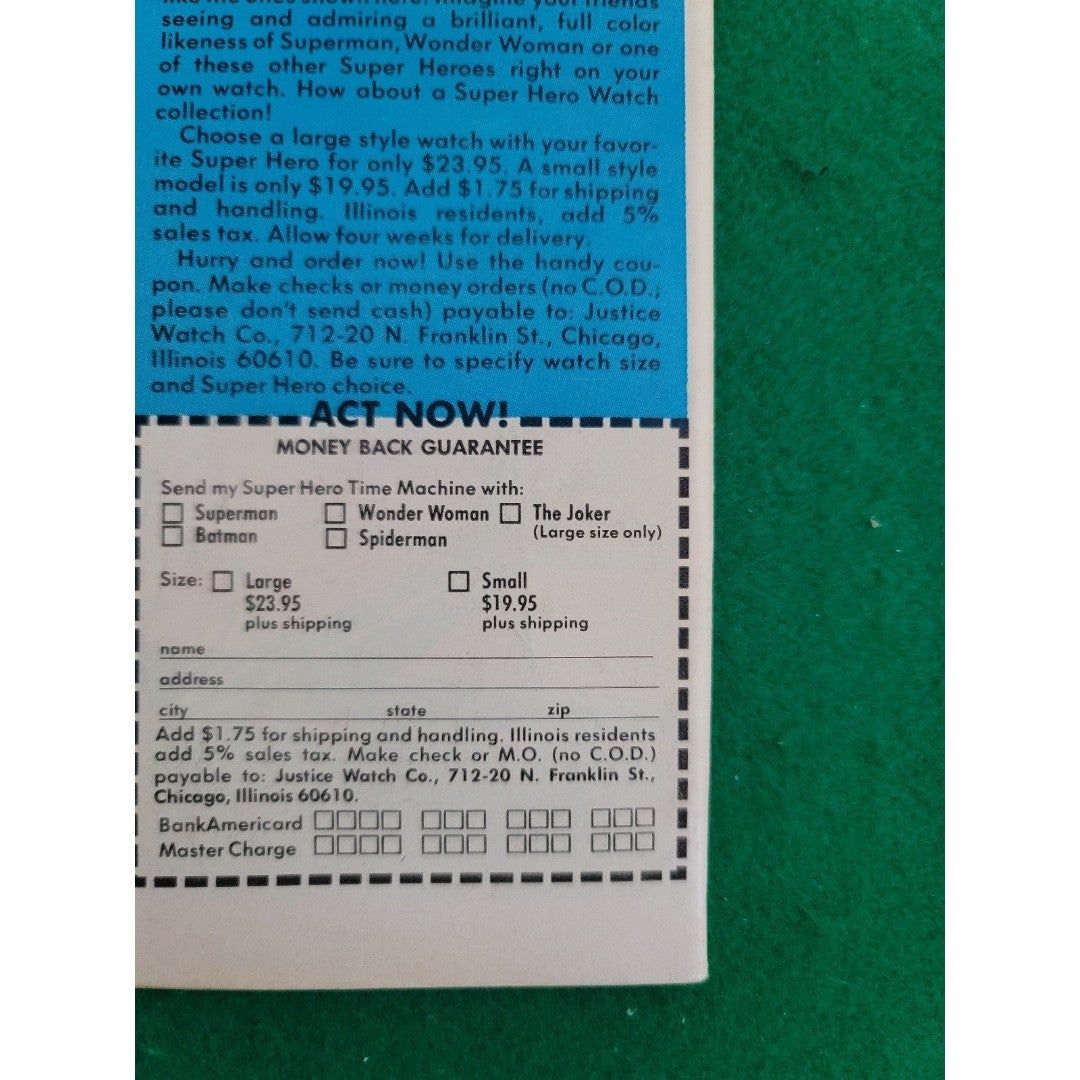 like the ones shown here. Imagine your friends
seeing and admiring a brilliant, full color
likeness of Superman, Wonder Woman or one
of these other Super Heroes right on your
own watch. How about a Super Hero Watch
collection!
Choose a large style watch with your favor-
ite Super Hero for only $23.95. A small style
model is only $19.95. Add $1.75 for shipping
and handling. Illinois residents, add 5%
sales tax. Allow four weeks for delivery.
Hurry and order now! Use the handy cou-
pon. Make checks or money orders (no C.O.D.;
please don't send cash) payable to: Justice
Watch Co., 712-20 N. Franklin St., Chicago,
Illinois 60610. Be sure to specify watch size
and Super Hero choice.
ACT NOW!
MONEY BACK GUARANTEE
Send my Super Hero Time Machine with:
Superman Wonder Woman The Joker
Batman Spiderman (Large size only)
Size: Large Small
$23.95 $19.95
plus shipping plus shipping
name
address
city state zip
Add $1.75 for shipping and handling. Illinois residents
add 5% sales tax. Make check or M.O. (no C.O.D.)
payable to: Justice Watch Co., 712-20 N. Franklin St.,
Chicago, Illinois 60610.
BankAmericard
Master Charge